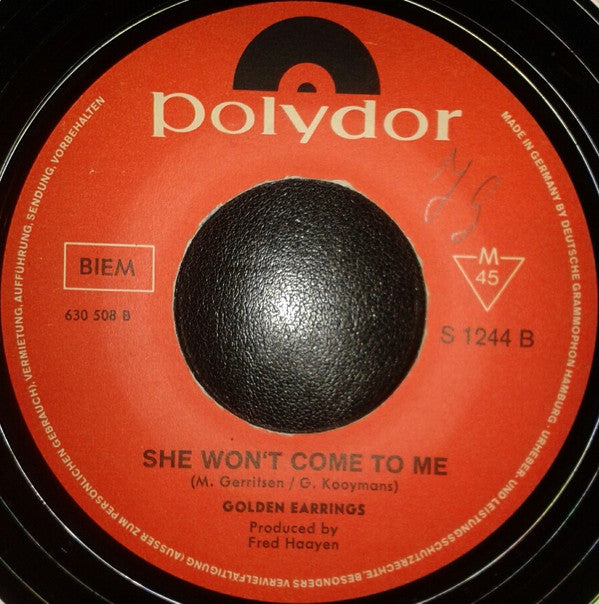 polydor
BIEM
630 508 B
M
45
S 1244 B
SHE WON'T COME TO ME
(M. Gerritsen / G. Kooymans)
GOLDEN EARRINGS
Produced by
Fred Haayen
MADE IN GERMANY BY DEUTSCHE GRAMMOPHON HAMBURG · URHEBER- UND LEISTUNGSSCHUTZRECHTE, BESONDERS VERVIELFÄLTIGUNG (AUSSER ZUM PERSÖNLICHEN GEBRAUCH), VERMIETUNG, AUFFÜHRUNG, SENDUNG, VORBEHALTEN